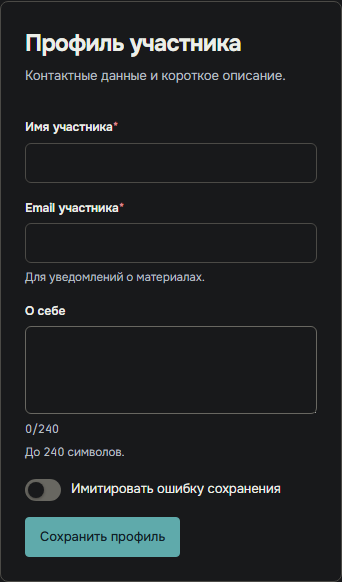 Профиль участника
Контактные данные и короткое описание.
Имя участника*
Email участника*
Для уведомлений о материалах.
О себе
0/240
До 240 символов.
Имитировать ошибку сохранения
Сохранить профиль